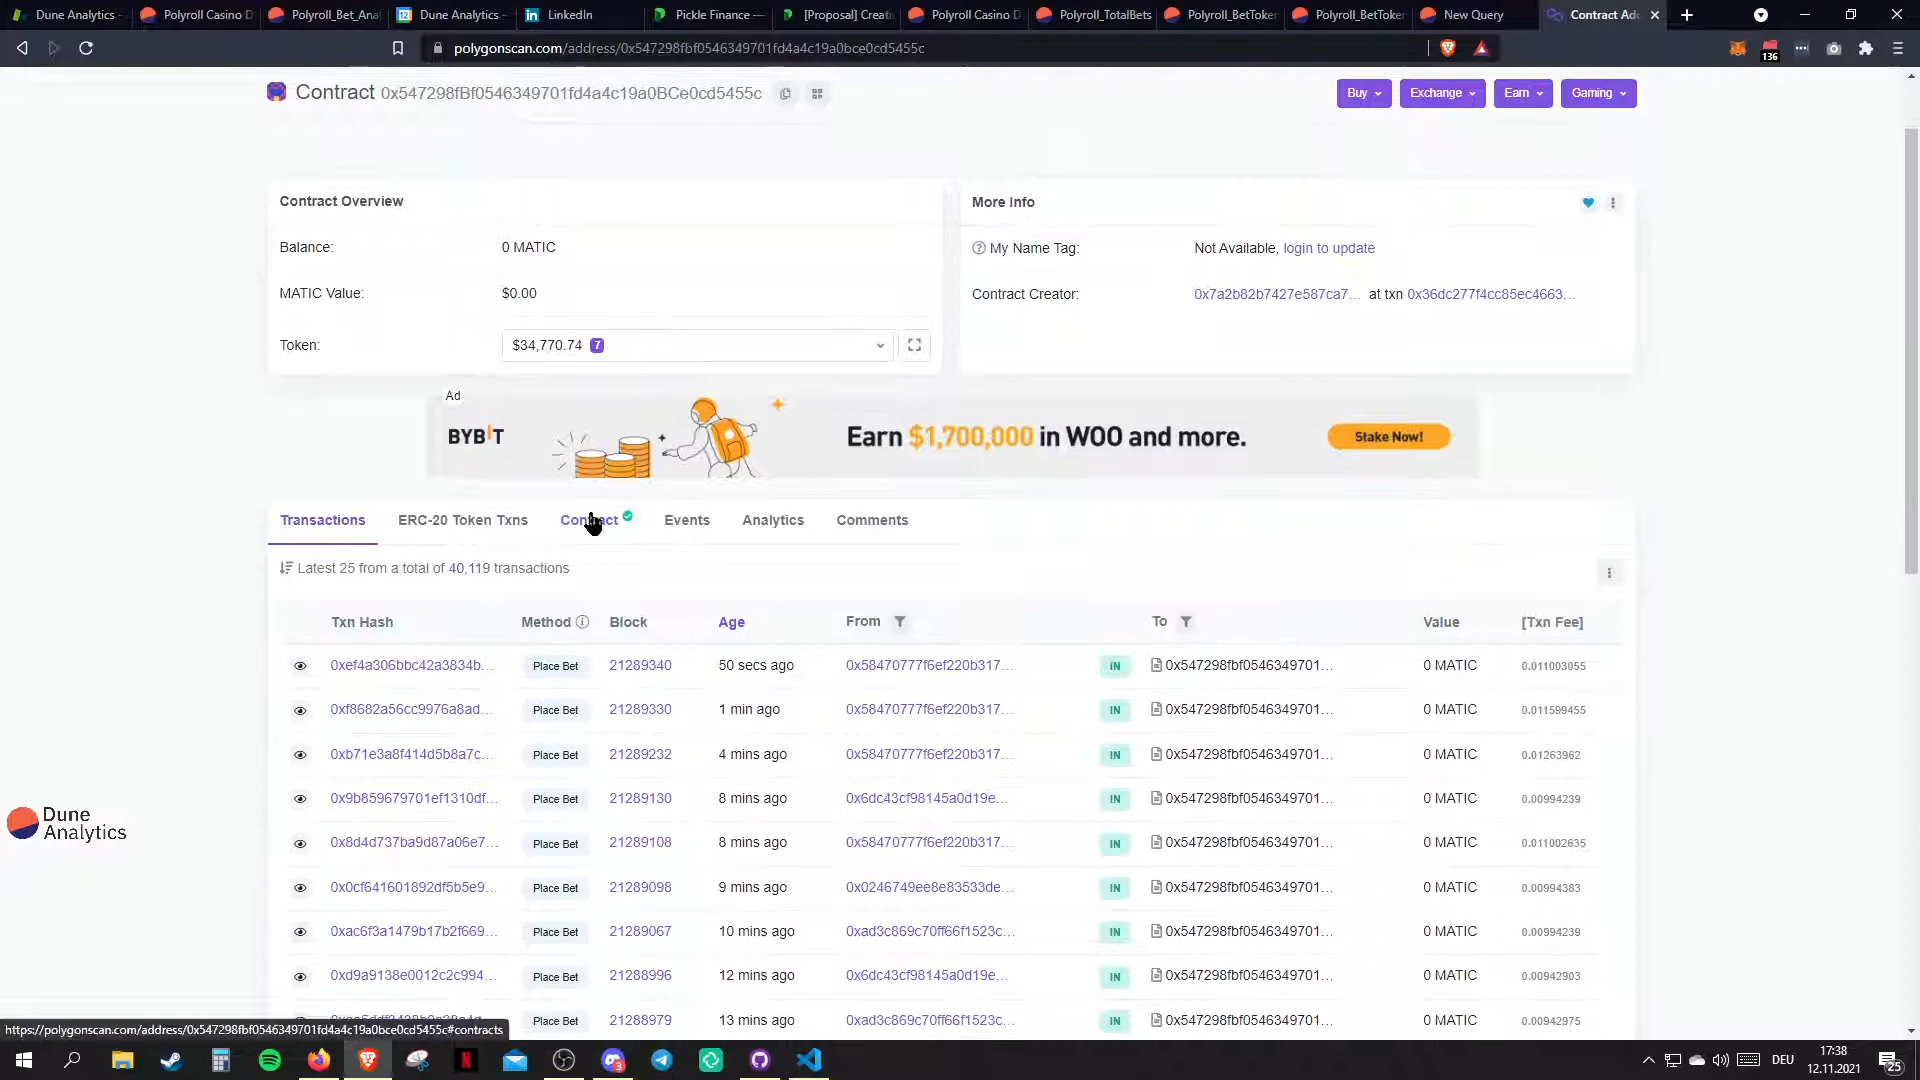 Dune Analytics - Polyroll Casino D Polyroll_Bet_Ana 12 Dune Analytics - LinkedIn Pickle Finance — [Proposal] Creati Polyroll Casino D Polyroll_TotalBets Polyroll_BetToke Polyroll_BetToke New Query Contract Ad
polygonscan.com/address/0x547298fbf0546349701fd4a4c19a0bce0cd5455c 136
Contract 0x547298fBf0546349701fd4a4c19a0BCe0cd5455c
Buy Exchange Earn Gaming
Contract Overview
Balance: 0 MATIC
MATIC Value: $0.00
Token: $34,770.74 7
More Info
My Name Tag: Not Available, login to update
Contract Creator: 0x7a2b82b7427e587ca7... at txn 0x36dc277f4cc85ec4663...
Ad
BYBIT Earn $1,700,000 in WOO and more. Stake Now!
Transactions ERC-20 Token Txns Contract Events Analytics Comments
Latest 25 from a total of 40,119 transactions
Txn Hash Method Block Age From To Value [Txn Fee]
0xef4a306bbc42a3834b... Place Bet 21289340 50 secs ago 0x58470777f6ef220b317... IN 0x547298fbf0546349701... 0 MATIC 0.011003055
0xf8682a56cc9976a8ad... Place Bet 21289330 1 min ago 0x58470777f6ef220b317... IN 0x547298fbf0546349701... 0 MATIC 0.011599455
0xb71e3a8f414d5b8a7c... Place Bet 21289232 4 mins ago 0x58470777f6ef220b317... IN 0x547298fbf0546349701... 0 MATIC 0.01263962
0x9b859679701ef1310df... Place Bet 21289130 8 mins ago 0x6dc43cf98145a0d19e... IN 0x547298fbf0546349701... 0 MATIC 0.00994239
0x8d4d737ba9d87a06e7... Place Bet 21289108 8 mins ago 0x58470777f6ef220b317... IN 0x547298fbf0546349701... 0 MATIC 0.011002635
0x0cf641601892df5b5e9... Place Bet 21289098 9 mins ago 0x0246749ee8e83533de... IN 0x547298fbf0546349701... 0 MATIC 0.00994383
0xac6f3a1479b17b2f669... Place Bet 21289067 10 mins ago 0xad3c869c70ff66f1523c... IN 0x547298fbf0546349701... 0 MATIC 0.00994239
0xd9a9138e0012c2c994... Place Bet 21288996 12 mins ago 0x6dc43cf98145a0d19e... IN 0x547298fbf0546349701... 0 MATIC 0.00942903
Place Bet 21288979 13 mins ago 0xad3c869c70ff66f1523c... IN 0x547298fbf0546349701... 0 MATIC 0.00942975
Dune
Analytics
https://polygonscan.com/address/0x547298fbf0546349701fd4a4c19a0bce0cd5455c#contracts
3 DEU 17:38 25
12.11.2021